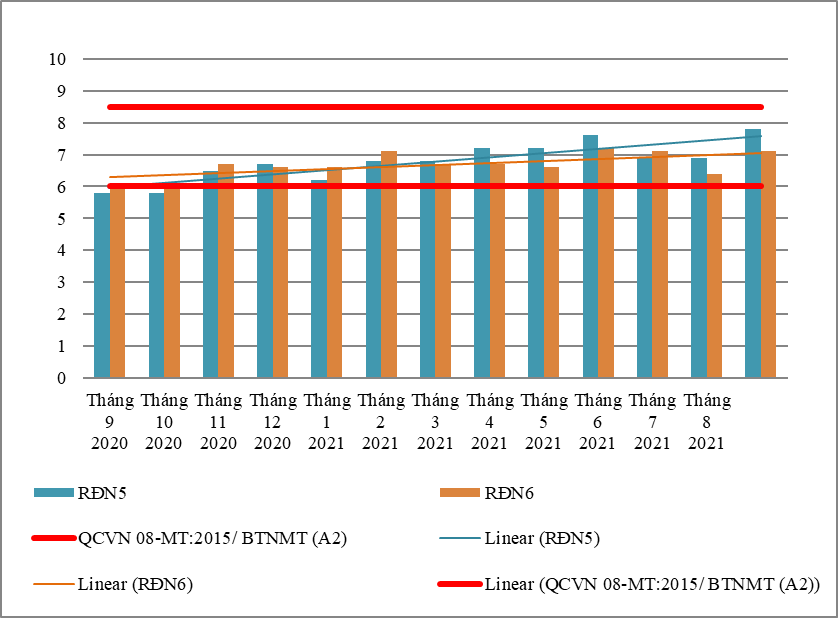 10
9
8
7
6
5
4
3
2
1
0
Tháng 9 2020
Tháng 10 2020
Tháng 11 2020
Tháng 12 2020
Tháng 1 2021
Tháng 2 2021
Tháng 3 2021
Tháng 4 2021
Tháng 5 2021
Tháng 6 2021
Tháng 7 2021
Tháng 8 2021
RĐN5
RĐN6
QCVN 08-MT:2015/ BTNMT (A2)
Linear (RĐN5)
Linear (RĐN6)
Linear (QCVN 08-MT:2015/ BTNMT (A2))